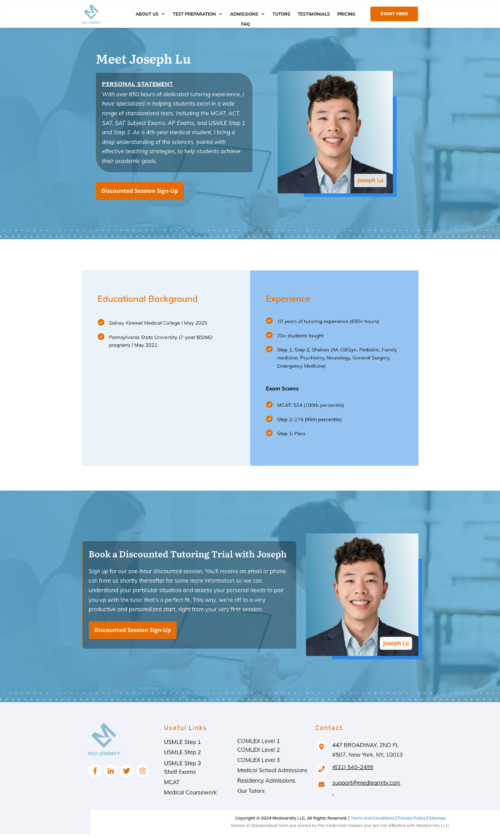 ABOUT US
TEST PREPARATION
ADMISSIONS
TUTORS
TESTIMONIALS
PRICING
FAQ
START HERE
MED LEARNITY
Meet Joseph Lu
PERSONAL STATEMENT
With over 650 hours of dedicated tutoring experience, I
have specialized in helping students excel in a wide
range of standardized tests, including the MCAT, ACT,
SAT, SAT Subject Exams, AP Exams, and USMLE Step 1
and Step 2. As a 4th-year medical student, I bring a
deep understanding of the sciences, paired with
effective teaching strategies, to help students achieve
their academic goals.
Discounted Session Sign-Up
Joseph Lu
Educational Background
Sidney Kimmel Medical College / May 2025
Pennsylvania State University (7-year BS/MD
program) / May 2021
Experience
10 years of tutoring experience (650+ hours)
70+ students taught
Step 1, Step 2, Shelves (IM, OBGyn, Pediatric, Family
medicine, Psychiatry, Neurology, General Surgery,
Emergency Medicine)
Exam Scores
MCAT: 524 (100th percentile)
Step 2: 276 (99th percentile)
Step 1: Pass
Book a Discounted Tutoring Trial with Joseph
Sign up for our one-hour discounted session. You'll receive an email or phone
call from us shortly thereafter for some more information so we can
understand your particular situation and assess your personal needs to pair
you up with the tutor that's a perfect fit. This way, we're off to a very
productive and personalized start, right from your very first session.
Discounted Session Sign-Up
Joseph Lu
MED LEARNITY
Useful Links
USMLE Step 1
USMLE Step 2
USMLE Step 3
Shelf Exams
MCAT
Medical Coursework
COMLEX Level 1
COMLEX Level 2
COMLEX Level 3
Medical School Admissions
Residency Admissions
Our Tutors
Contact
447 BROADWAY, 2ND FL
#507, New York, NY, 10013
(631) 540-2499
support@medlearnity.com
Copyright © 2024 Medlearnity LLC. All Rights Reserved. | Terms and Conditions | Privacy Policy | Sitemap
Names of standardized tests are owned by the trademark holders and are not affiliated with Medlearnity LLC.